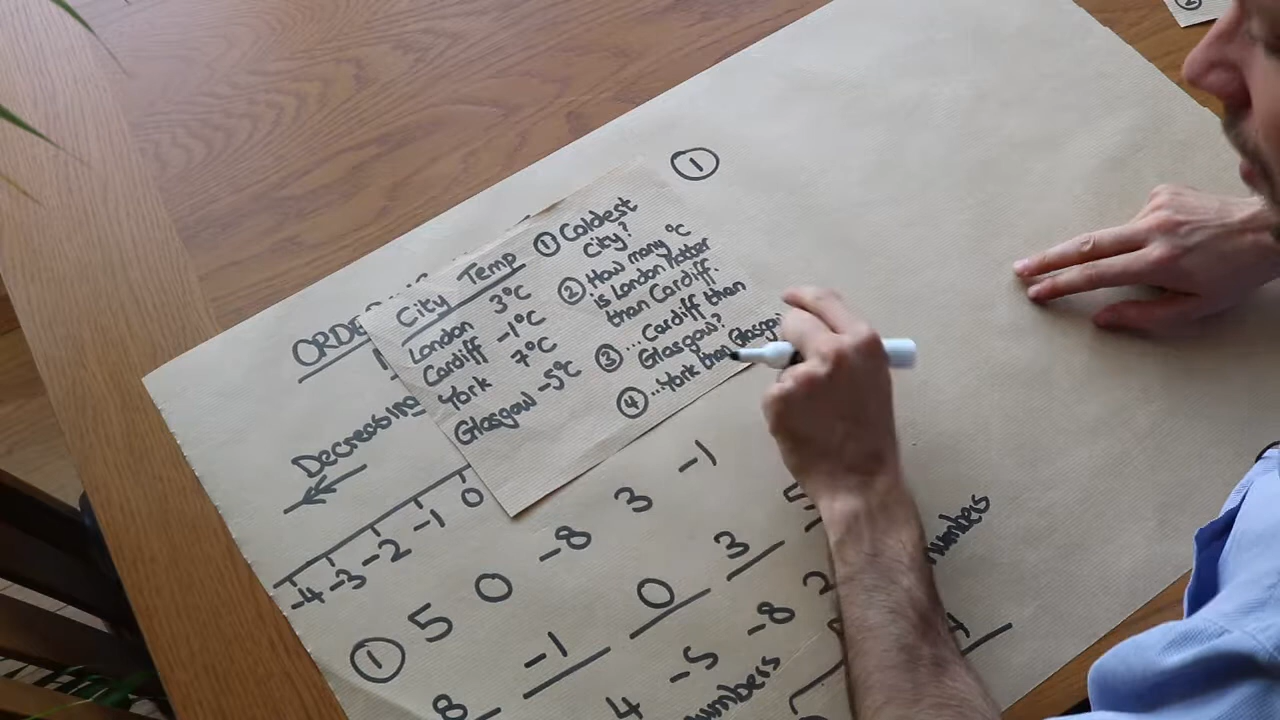 ORDE
Decreasing
-4 -3 -2 -1 0
City Temp
London 3°C
Cardiff -1°C
York 7°C
Glasgow -5°C
① Coldest
City?
② How many °C
is London hotter
than Cardiff.
③ ...Cardiff than
Glasgow?
④ ...York than Glasgow
①
① 5 0 -8 3 -1
8 -1 0 3
4 -5 -8
numbers
numbers